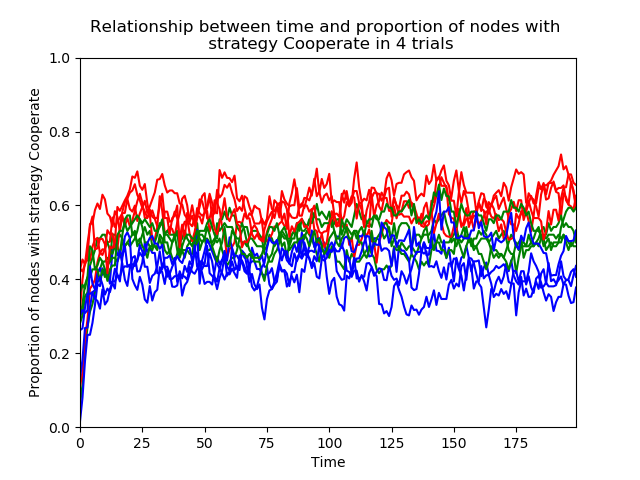 Relationship between time and proportion of nodes with
strategy Cooperate in 4 trials
Proportion of nodes with strategy Cooperate
1.0
0.8
0.6
0.4
0.2
0.0
0 25 50 75 100 125 150 175
Time